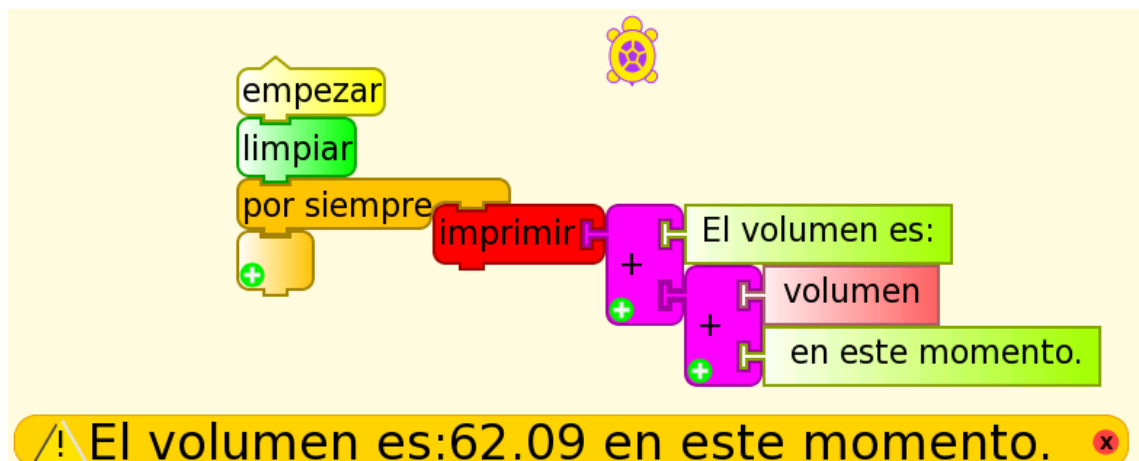 empezar
limpiar
por siempre
imprimir
+
El volumen es:
+
volumen
en este momento.
El volumen es:62.09 en este momento.
x